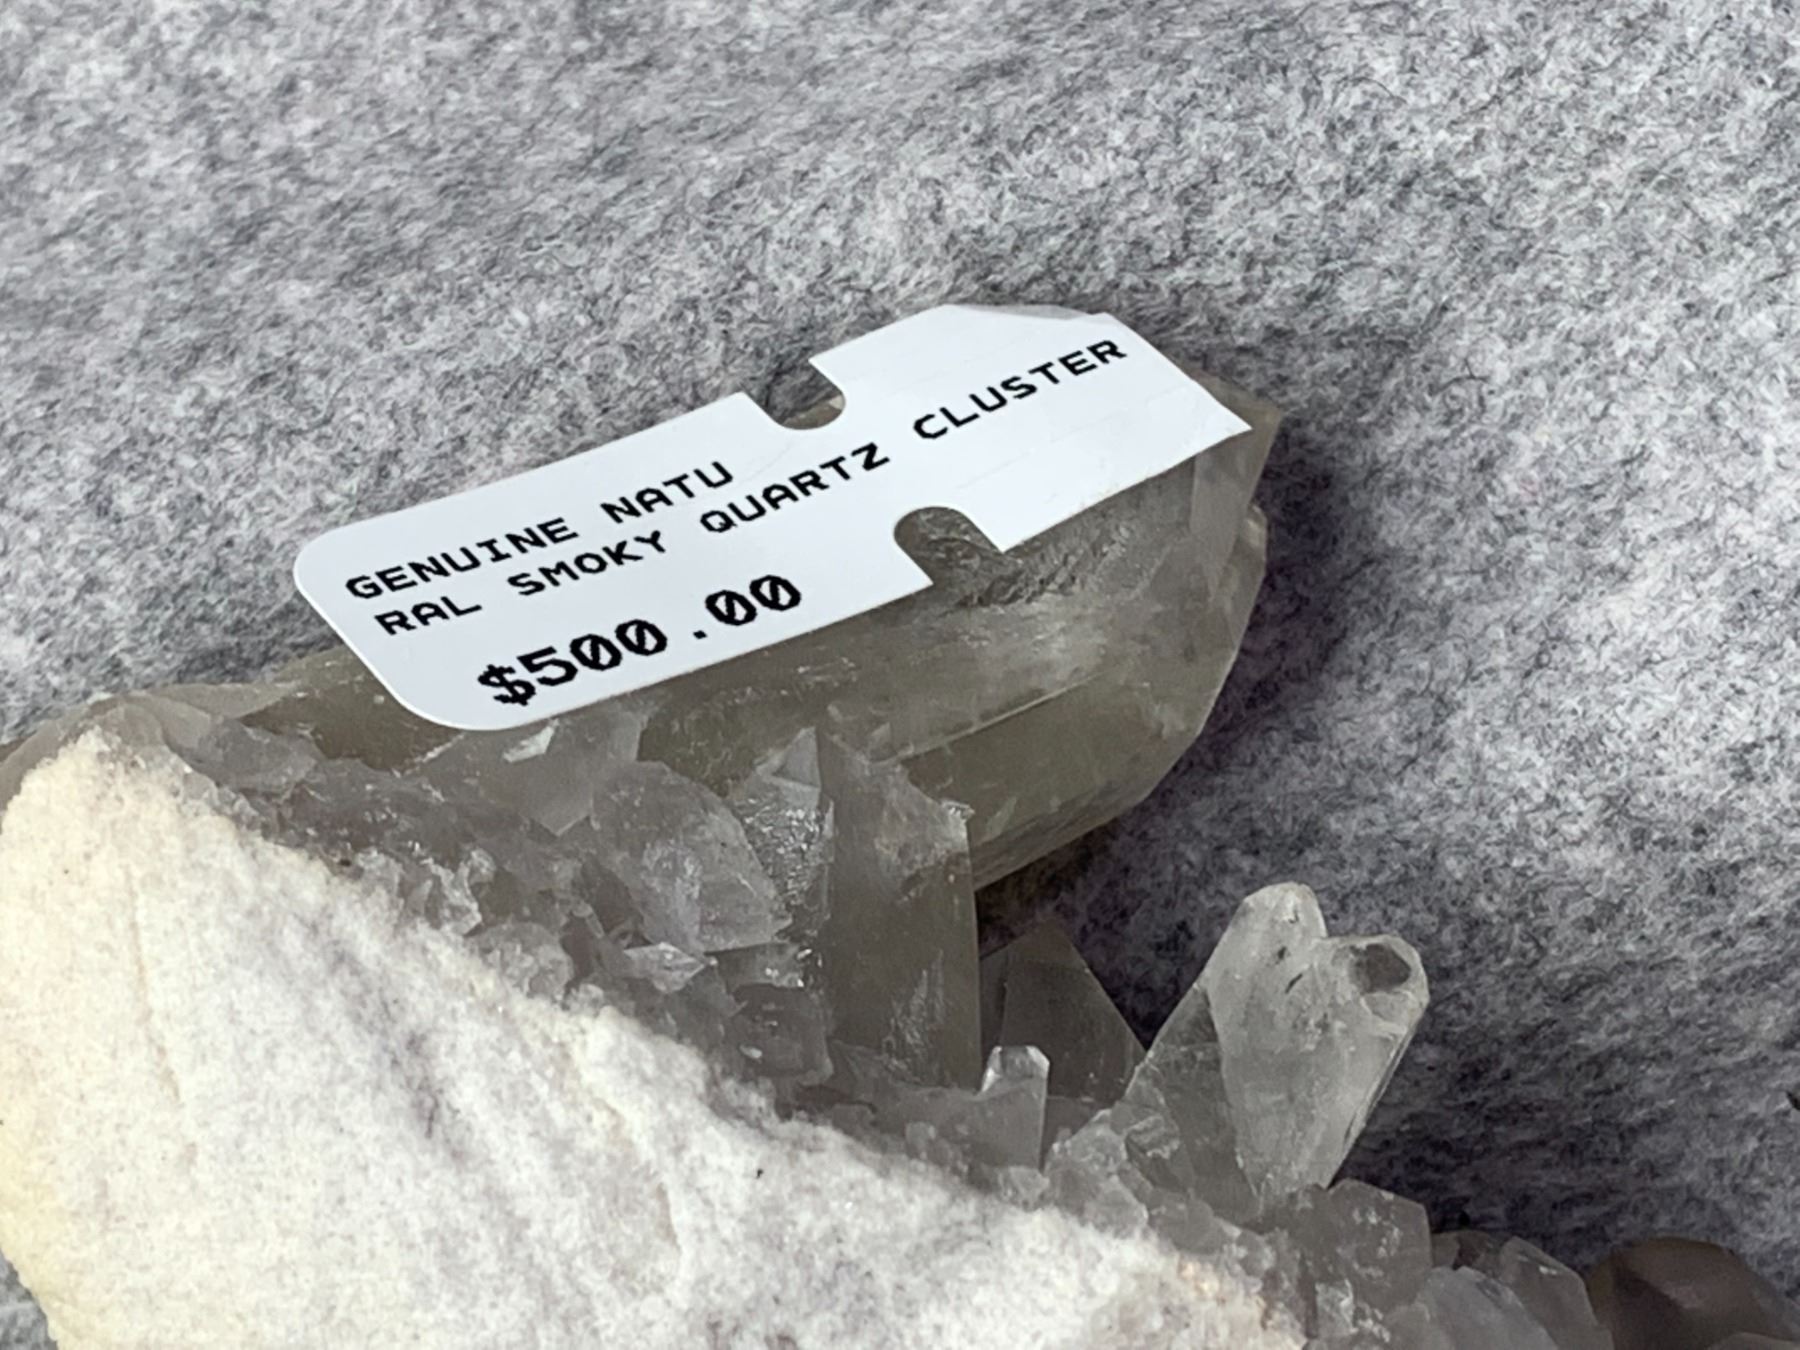 GENUINE NATU
RAL SMOKY QUARTZ CLUSTER
$500.00